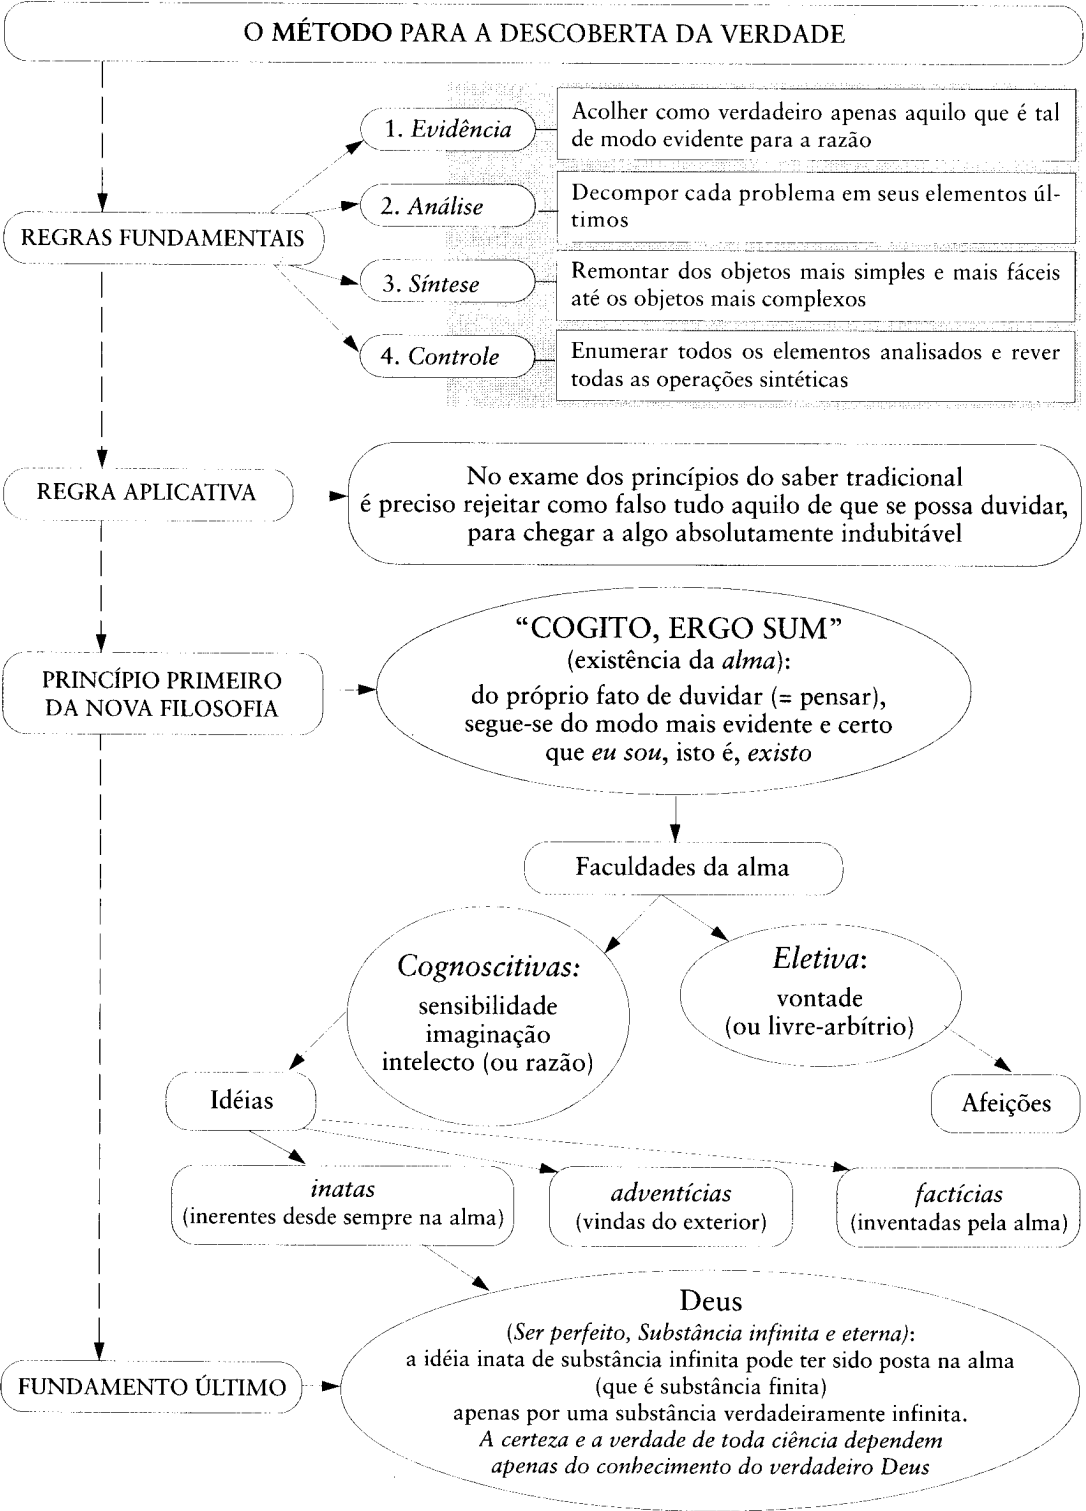 O MÉTODO PARA A DESCOBERTA DA VERDADE
REGRAS FUNDAMENTAIS
1. Evidência
Acolher como verdadeiro apenas aquilo que é tal
de modo evidente para a razão
2. Análise
Decompor cada problema em seus elementos úl-
timos
3. Síntese
Remontar dos objetos mais simples e mais fáceis
até os objetos mais complexos
4. Controle
Enumerar todos os elementos analisados e rever
todas as operações sintéticas
REGRA APLICATIVA
No exame dos princípios do saber tradicional
é preciso rejeitar como falso tudo aquilo de que se possa duvidar,
para chegar a algo absolutamente indubitável
PRINCÍPIO PRIMEIRO
DA NOVA FILOSOFIA
“COGITO, ERGO SUM”
(existência da alma):
do próprio fato de duvidar (= pensar),
segue-se do modo mais evidente e certo
que eu sou, isto é, existo
Faculdades da alma
Cognoscitivas:
sensibilidade
imaginação
intelecto (ou razão)
Eletiva:
vontade
(ou livre-arbítrio)
Idéias
Afeições
inatas
(inerentes desde sempre na alma)
adventícias
(vindas do exterior)
factícias
(inventadas pela alma)
FUNDAMENTO ÚLTIMO
Deus
(Ser perfeito, Substância infinita e eterna):
a idéia inata de substância infinita pode ter sido posta na alma
(que é substância finita)
apenas por uma substância verdadeiramente infinita.
A certeza e a verdade de toda ciência dependem
apenas do conhecimento do verdadeiro Deus